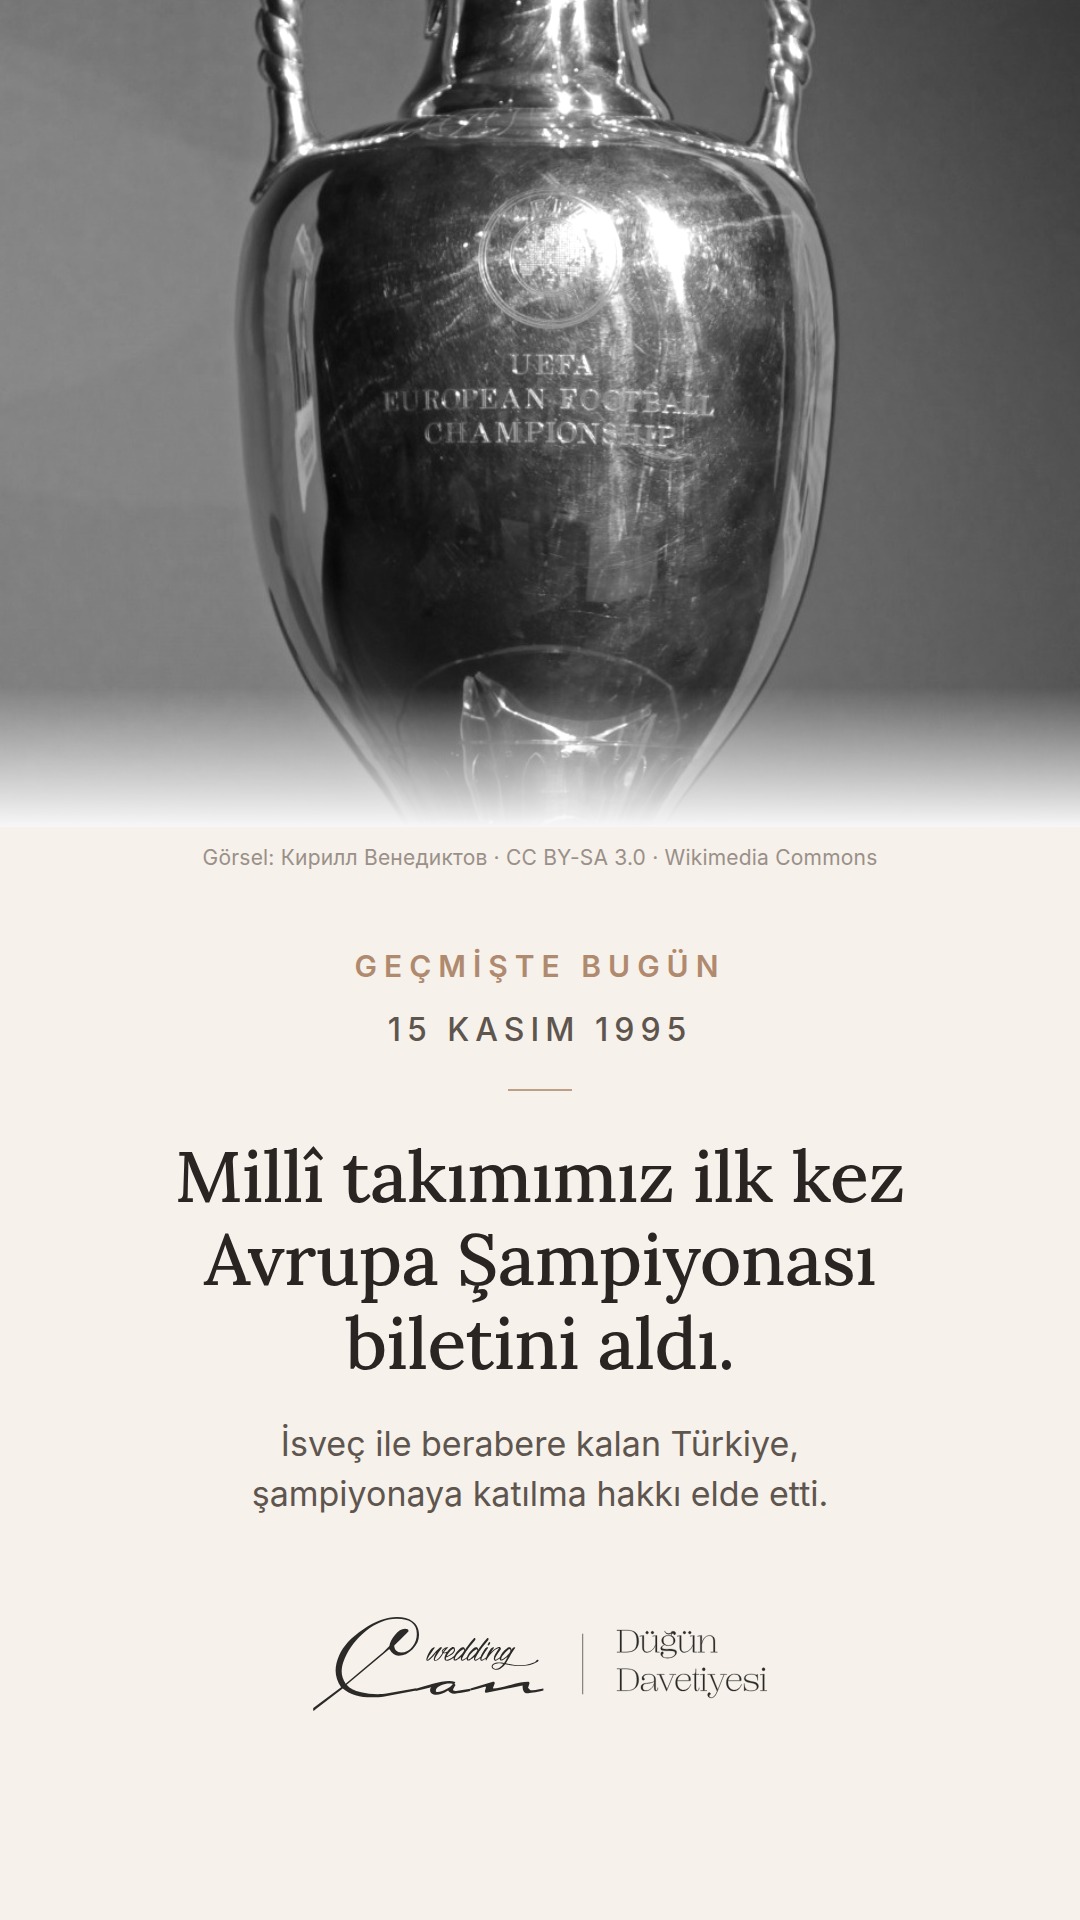 UEFA
EUROPEAN FOOTBALL
CHAMPIONSHIP
Görsel: Кирилл Венедиктов · CC BY-SA 3.0 · Wikimedia Commons
GEÇMİŞTE BUGÜN
15 KASIM 1995
Millî takımımız ilk kez
Avrupa Şampiyonası
biletini aldı.
İsveç ile berabere kalan Türkiye,
şampiyonaya katılma hakkı elde etti.
wedding
Can
Düğün
Davetiyesi